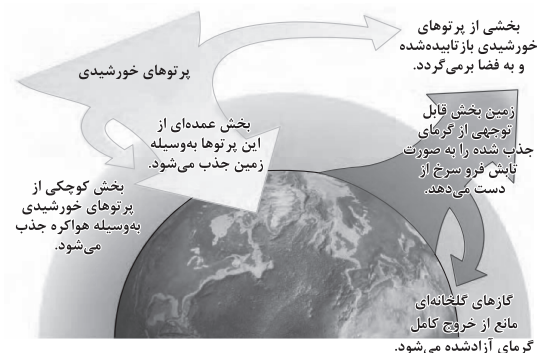 بخشی از پرتوهای
خورشیدی بازتابیده‌شده
و به فضا برمی‌گردد.
پرتوهای خورشیدی
زمین بخش قابل
توجهی از گرمای
جذب شده را به صورت
تابش فرو سرخ از
دست می‌دهد.
بخش عمده‌ای از
این پرتوها به‌وسیله
زمین جذب می‌شود.
بخش کوچکی از
پرتوهای خورشیدی
به‌وسیله هواکره جذب
می‌شود.
گازهای گلخانه‌ای
مانع از خروج کامل
گرمای آزادشده می‌شود.